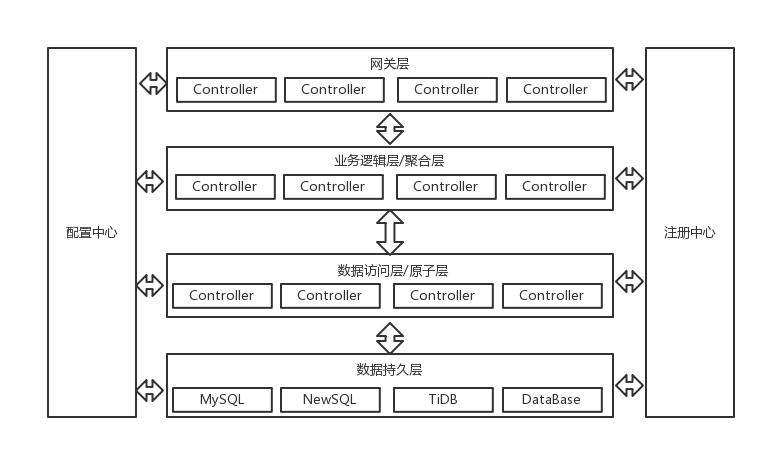 网关层
Controller Controller Controller Controller
业务逻辑层/聚合层
Controller Controller Controller Controller
配置中心
注册中心
数据访问层/原子层
Controller Controller Controller Controller
数据持久层
MySQL NewSQL TiDB DataBase